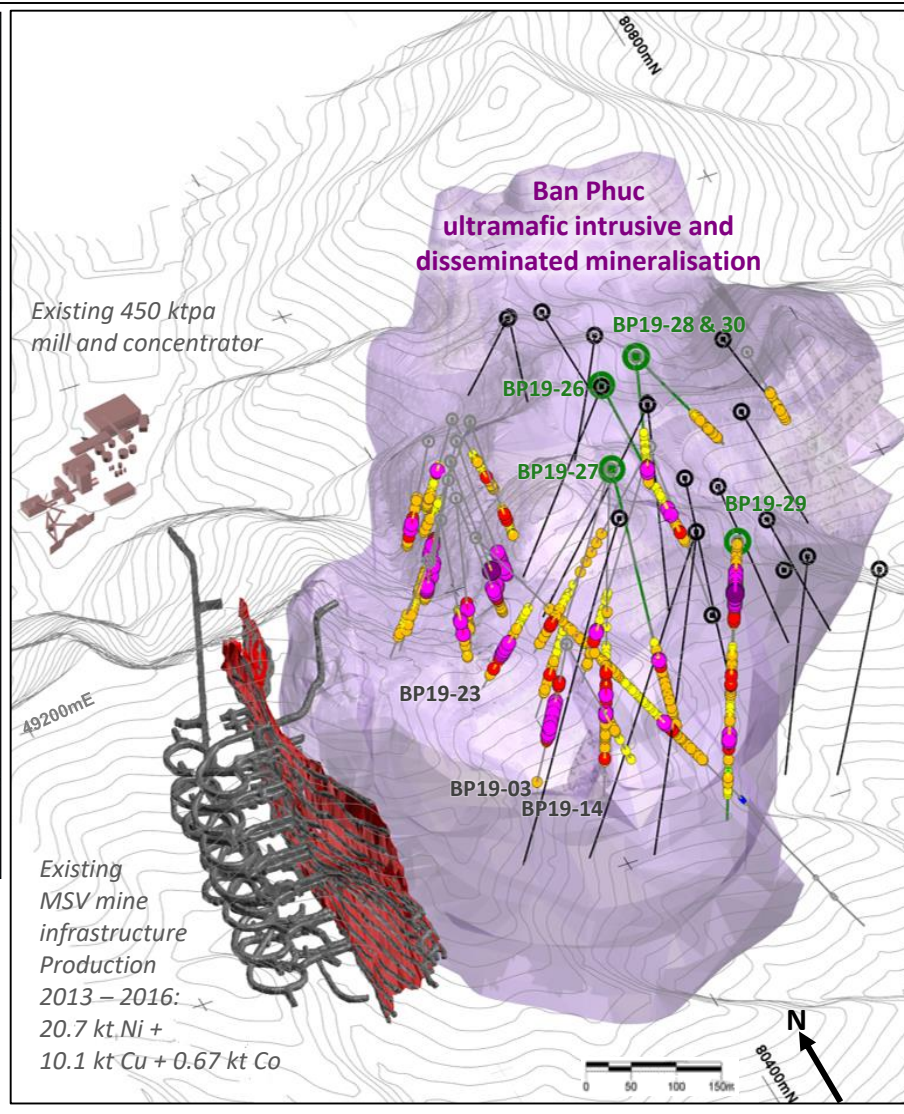 80800mN
Ban Phuc
ultramafic intrusive and
disseminated mineralisation
Existing 450 ktpa
mill and concentrator
BP19-28 & 30
BP19-26
BP19-27
BP19-29
BP19-23
49200mE
BP19-03
BP19-14
Existing
MSV mine
infrastructure
Production
2013 – 2016:
20.7 kt Ni +
10.1 kt Cu + 0.67 kt Co
N
0 50 100 150m
80400mN